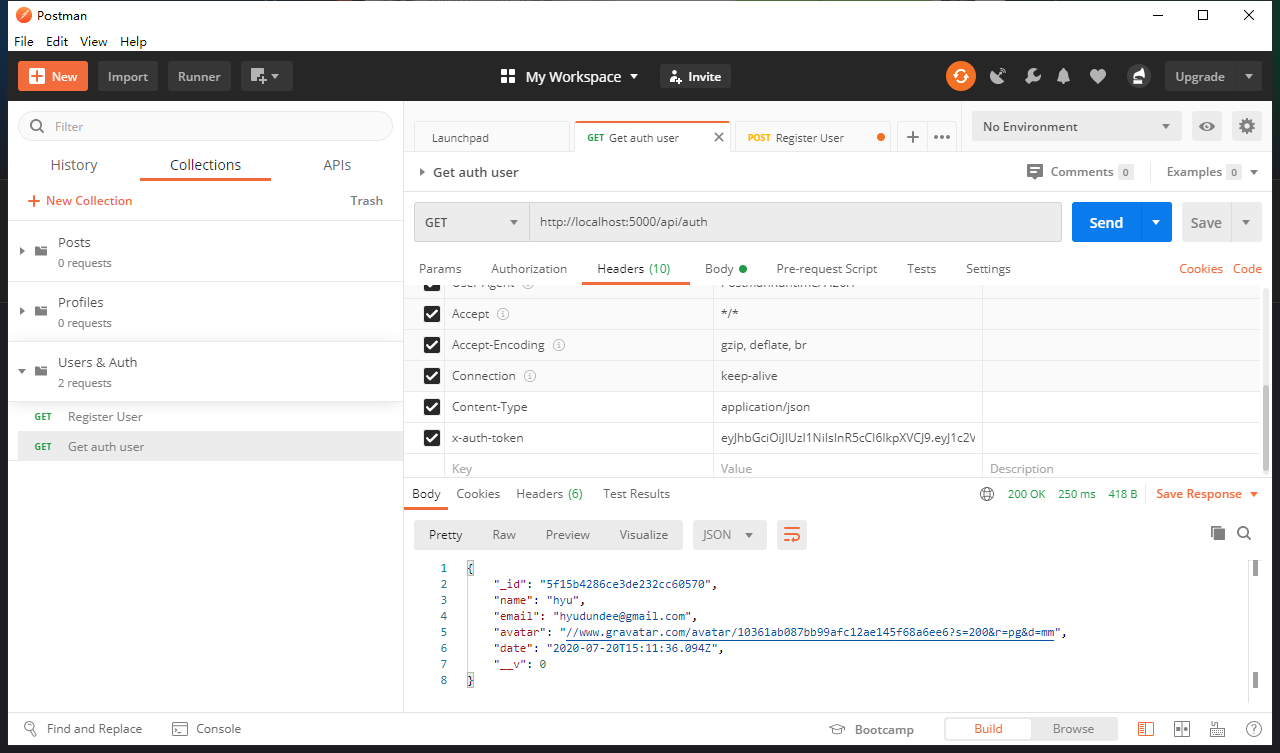 Postman
File Edit View Help
New Import Runner My Workspace Invite Upgrade
Filter
History Collections APIs
New Collection Trash
Posts
0 requests
Profiles
0 requests
Users & Auth
2 requests
GET Register User
GET Get auth user
Launchpad GET Get auth user POST Register User No Environment
Get auth user Comments 0 Examples 0
GET http://localhost:5000/api/auth Send Save
Params Authorization Headers (10) Body Pre-request Script Tests Settings Cookies Code
User-Agent
Accept */*
Accept-Encoding gzip, deflate, br
Connection keep-alive
Content-Type application/json
x-auth-token
Key Value Description
Body Cookies Headers (6) Test Results 200 OK 250 ms 418 B Save Response
Pretty Raw Preview Visualize JSON
1 {
2 "_id": "5f15b4286ce3de232cc60570",
3 "name": "hyu",
4 "email": "hyudundee@gmail.com",
5 "avatar": "//www.gravatar.com/avatar/10361ab087bb99afc12ae145f68a6ee6?s=200&r=pg&d=mm",
6 "date": "2020-07-20T15:11:36.094Z",
7 "__v": 0
8 }
Find and Replace Console Bootcamp Build Browse